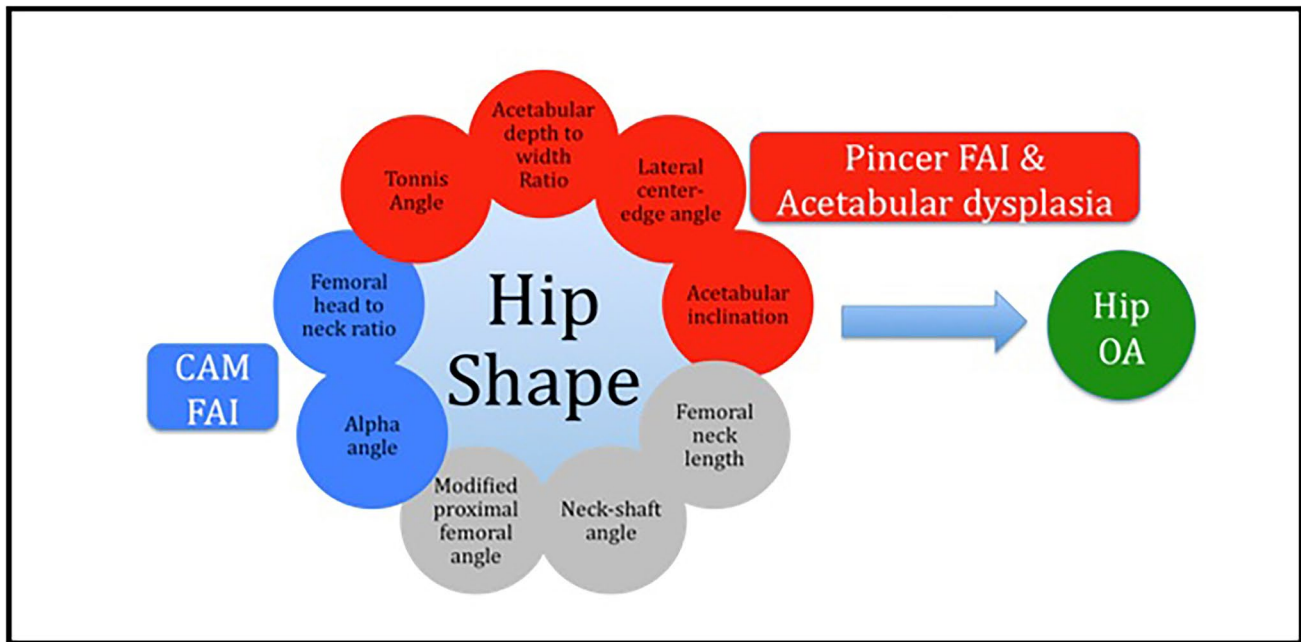 Acetabular
depth to
width
Ratio
Tonnis
Angle
Lateral
center-
edge angle
Pincer FAI &
Acetabular dysplasia
Femoral
head to
neck ratio
Hip
Shape
Acetabular
inclination
Hip
OA
CAM
FAI
Alpha
angle
Femoral
neck
length
Modified
proximal
femoral
angle
Neck-shaft
angle